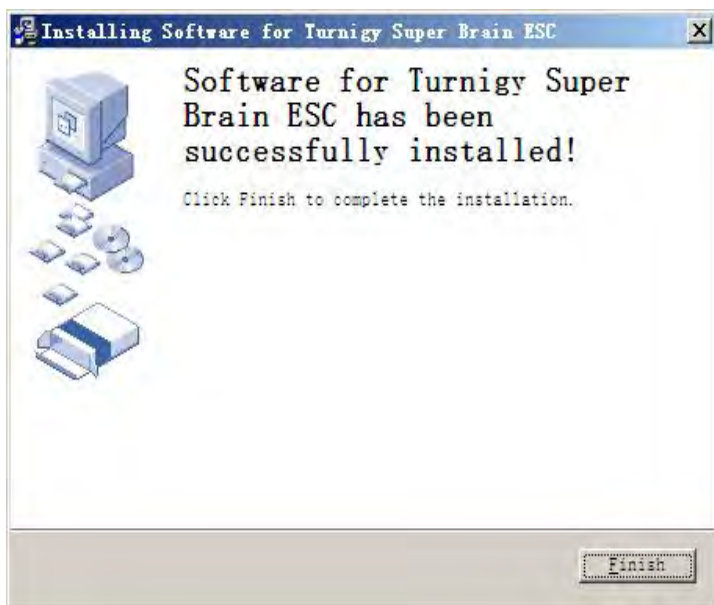 Installing Software for Turnigy Super Brain ESC
Software for Turnigy Super
Brain ESC has been
successfully installed!
Click Finish to complete the installation.
Finish